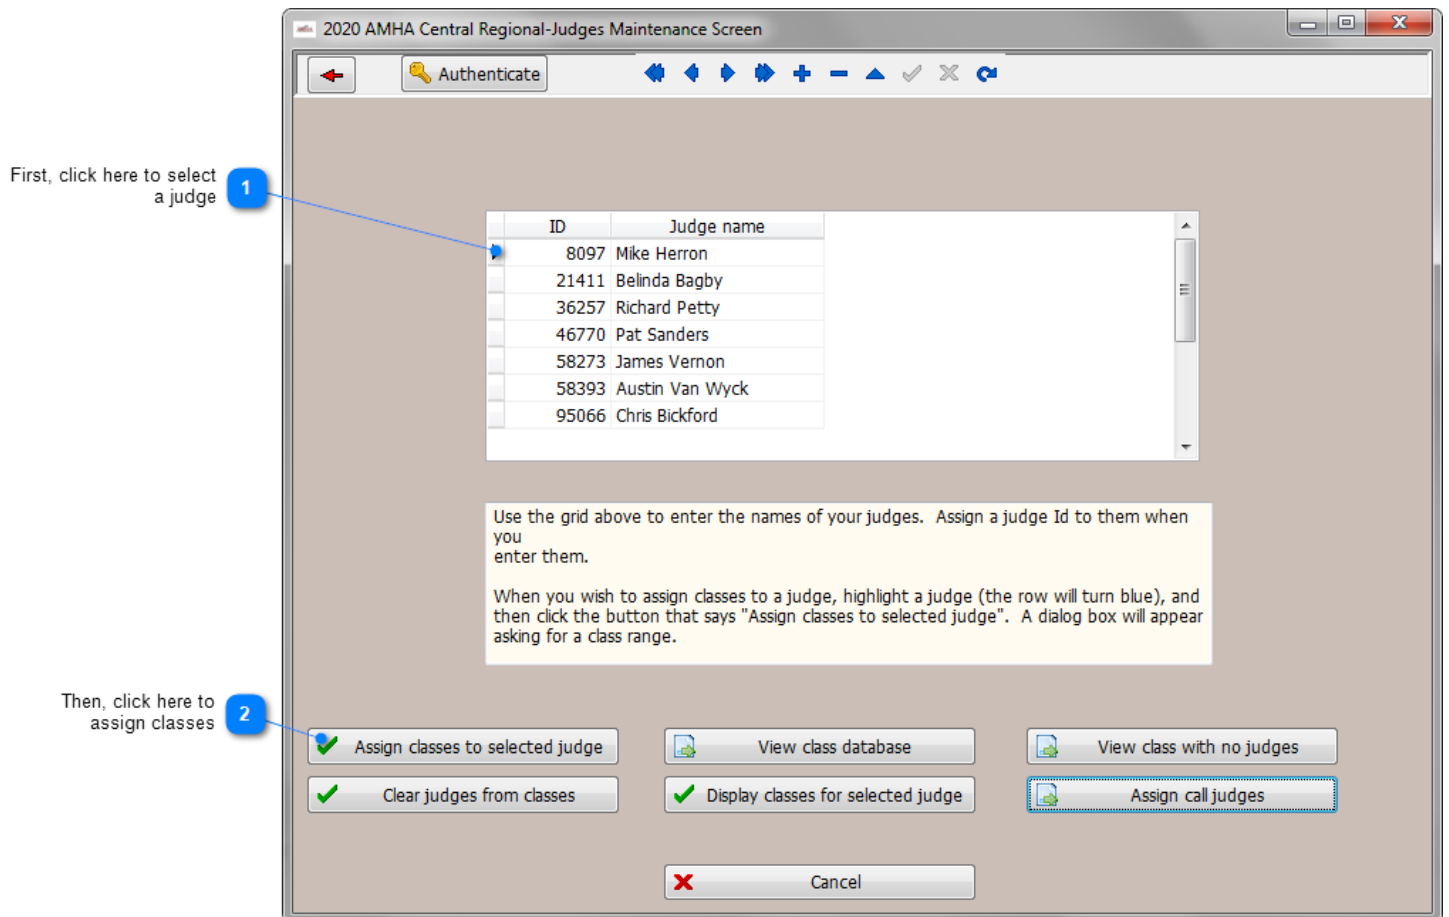 2020 AMHA Central Regional-Judges Maintenance Screen
Authenticate
First, click here to select
a judge
1
ID Judge name
8097 Mike Herron
21411 Belinda Bagby
36257 Richard Petty
46770 Pat Sanders
58273 James Vernon
58393 Austin Van Wyck
95066 Chris Bickford
Use the grid above to enter the names of your judges. Assign a judge Id to them when
you
enter them.
When you wish to assign classes to a judge, highlight a judge (the row will turn blue), and
then click the button that says "Assign classes to selected judge". A dialog box will appear
asking for a class range.
Then, click here to
assign classes
2
Assign classes to selected judge View class database View class with no judges
Clear judges from classes Display classes for selected judge Assign call judges
Cancel